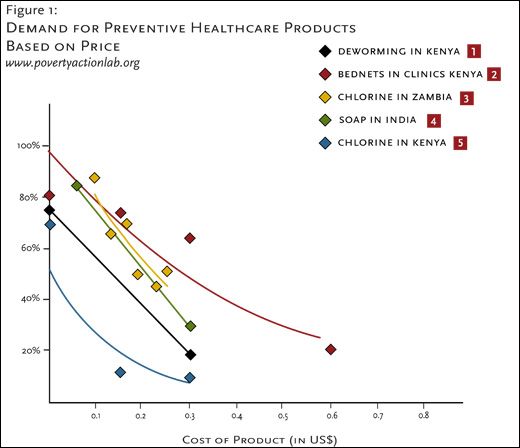 Figure 1:
Demand for Preventive Healthcare Products
Based on Price
www.povertyactionlab.org
Deworming in Kenya 1
Bednets in Clinics Kenya 2
Chlorine in Zambia 3
Soap in India 4
Chlorine in Kenya 5
100%
80%
60%
40%
20%
0.1 0.2 0.3 0.4 0.5 0.6 0.7 0.8
Cost of Product (in US$)